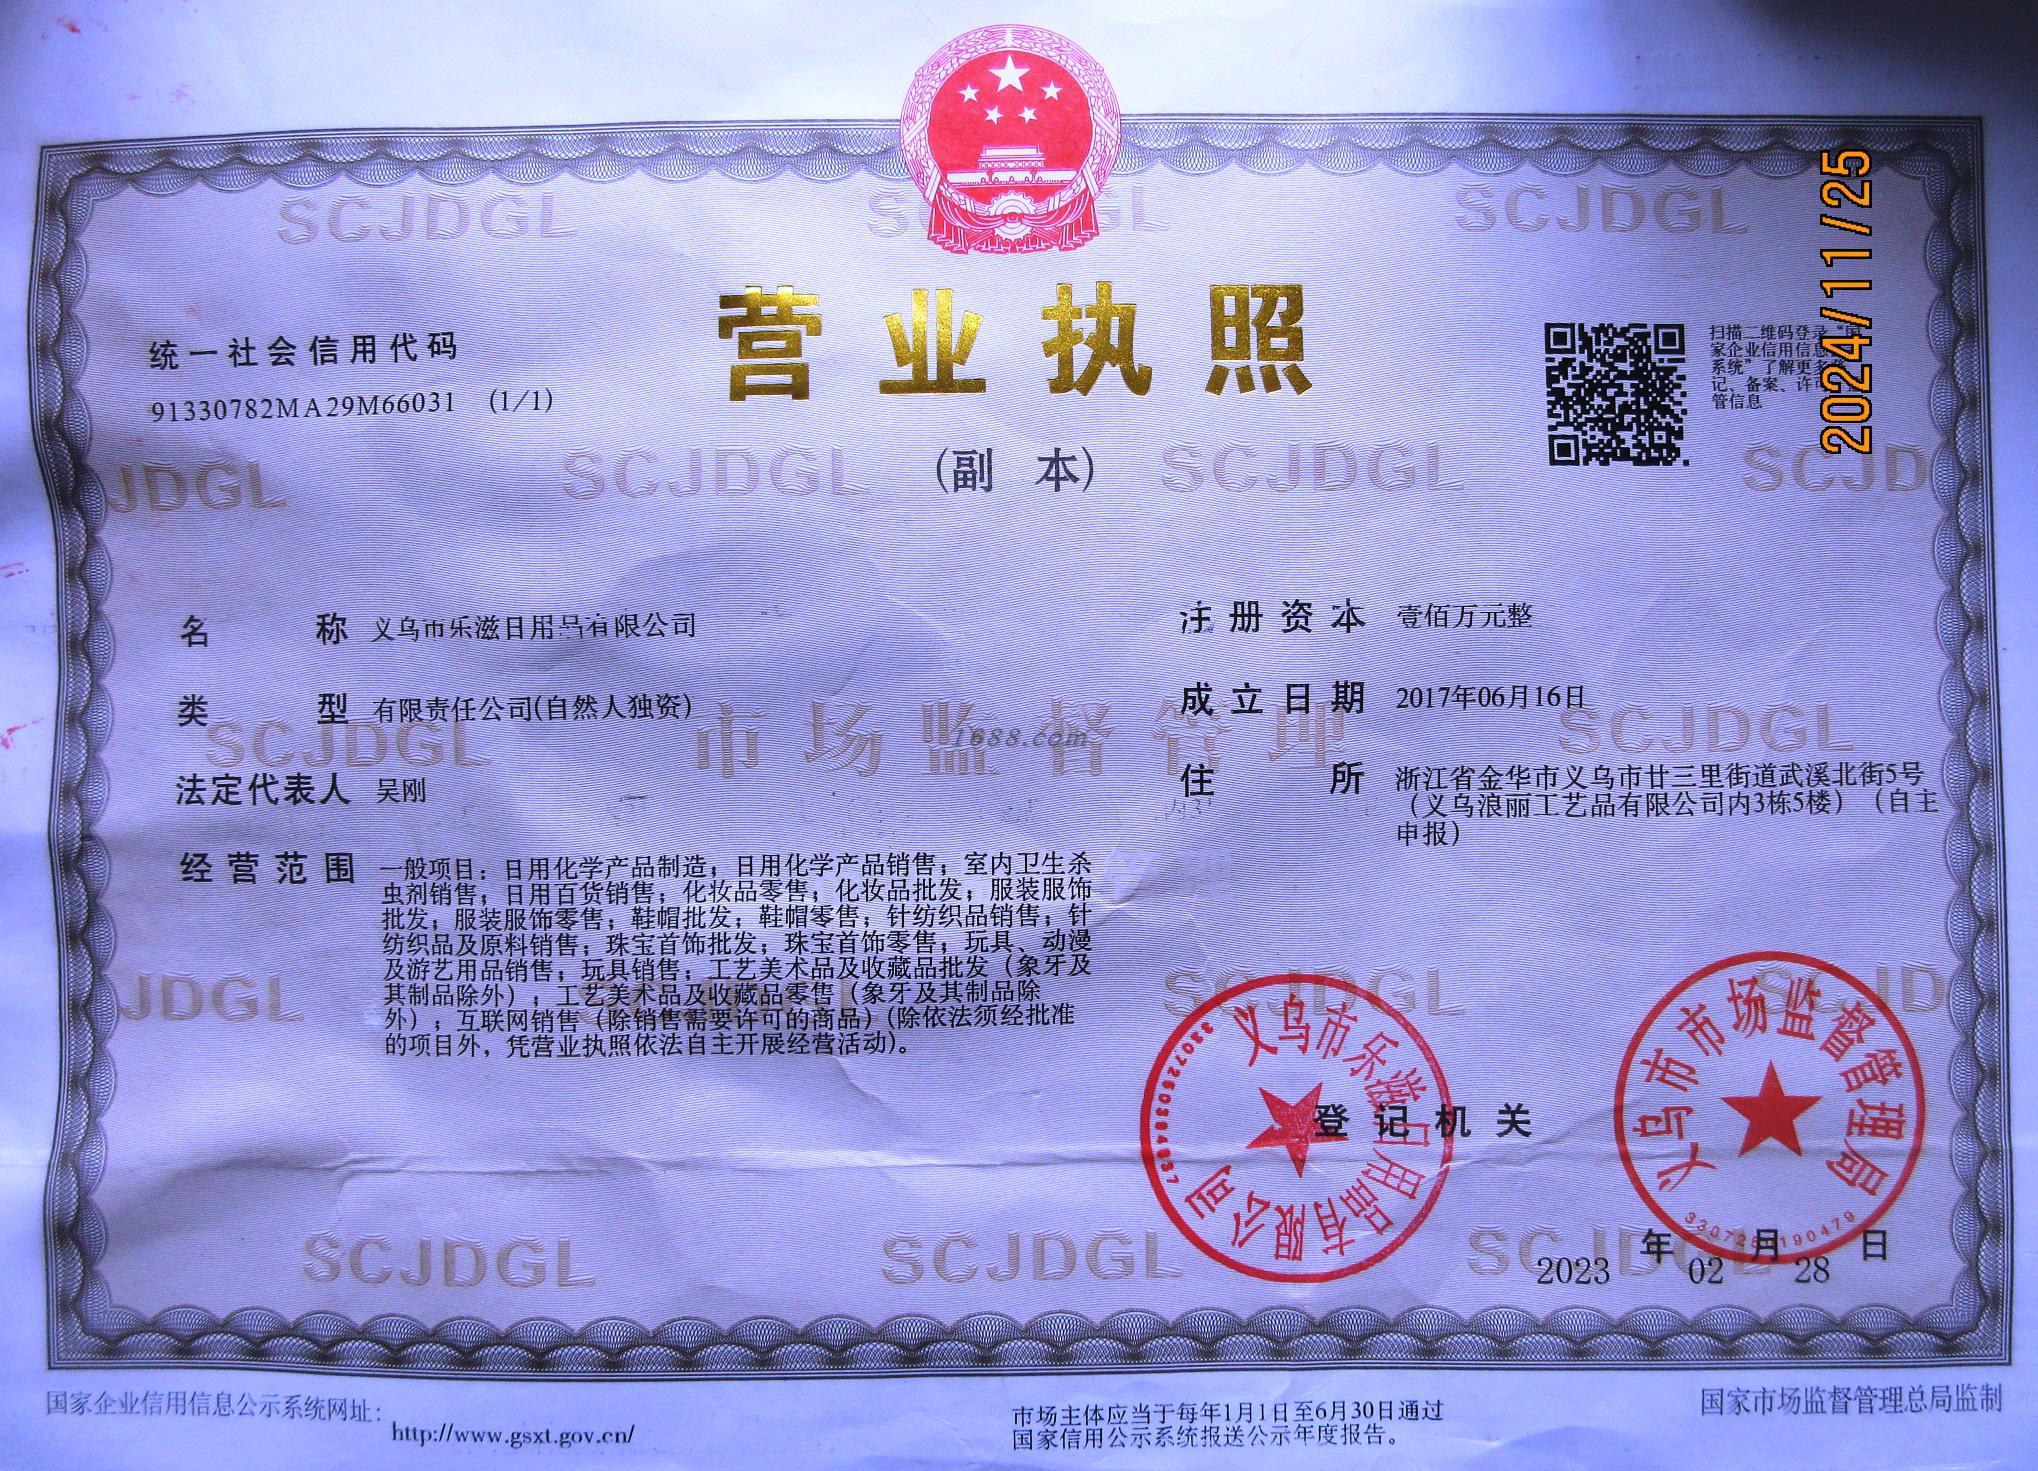 2024/11/25
营业执照
(副 本)
统一社会信用代码
91330782MA29M66031 (1/1)
扫描二维码登录“国
家企业信用信息
系统”了解更多
记、备案、许可
管信息
名 称 义乌市乐滋日用品有限公司
类 型 有限责任公司(自然人独资)
法定代表人 吴刚
经营范围 一般项目：日用化学产品制造；日用化学产品销售；室内卫生杀
虫剂销售；日用百货销售；化妆品零售；化妆品批发；服装服饰
批发；服装服饰零售；鞋帽批发；鞋帽零售；针纺织品销售；针
纺织品及原料销售；珠宝首饰批发；珠宝首饰零售；玩具、动漫
及游艺用品销售；玩具销售；工艺美术品及收藏品批发（象牙及
其制品除外）；工艺美术品及收藏品零售（象牙及其制品除
外）；互联网销售（除销售需要许可的商品）(除依法须经批准
的项目外，凭营业执照依法自主开展经营活动)。
注册资本 壹佰万元整
成立日期 2017年06月16日
住 所 浙江省金华市义乌市廿三里街道武溪北街5号
（义乌浪丽工艺品有限公司内3栋5楼）（自主
申报）
SCJDGL
市场监督管理
1688.com
义乌市乐滋日用品有限公司
登记机关
义乌市市场监督管理局
2023 年 02 月 28 日
国家企业信用信息公示系统网址：
http://www.gsxt.gov.cn/
市场主体应当于每年1月1日至6月30日通过
国家信用公示系统报送公示年度报告。
国家市场监督管理总局监制